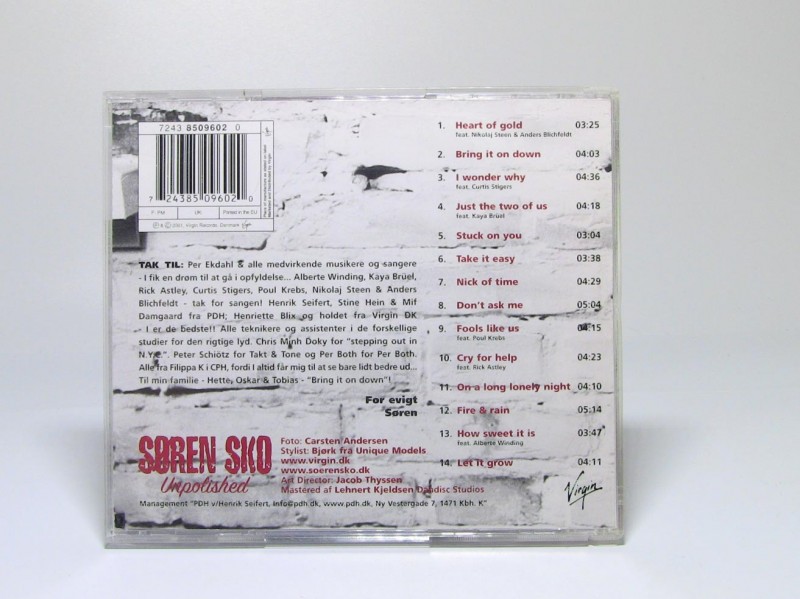 7243 8509602 0
7 24385 09602 0
F: PM UK Printed in the EU
2001, Virgin Records, Denmark
TAK TIL: Per Ekdahl & alle medvirkende musikere og sangere
- I fik en drøm til at gå i opfyldelse... Alberte Winding, Kaya Brüel,
Rick Astley, Curtis Stigers, Poul Krebs, Nikolaj Steen & Anders
Blichfeldt - tak for sangen! Henrik Seifert, Stine Hein & Mif
Damgaard fra PDH; Henriette Blix og holdet fra Virgin DK
- I er de bedste!! Alle teknikere og assistenter i de forskellige
studier for den rigtige lyd. Chris Minh Doky for "stepping out in
N.Y.C.". Peter Schiötz for Takt & Tone og Per Both for Per Both.
Alle fra Filippa K i CPH, fordi I altid får mig til at se bare lidt bedre ud...
Til min familie - Hette, Oskar & Tobias - "Bring it on down"!
For evigt
Søren
SØREN SKO
Unpolished
Foto: Carsten Andersen
Stylist: Bjørk fra Unique Models
www.virgin.dk
www.soerensko.dk
Art Director: Jacob Thyssen
Mastered af Lehnert Kjeldsen Dandisc Studios
Management "PDH v/Henrik Seifert, info@pdh.dk, www.pdh.dk, Ny Vestergade 7, 1471 Kbh. K"
1. Heart of gold 03:25
feat. Nikolaj Steen & Anders Blichfeldt
2. Bring it on down 04:03
3. I wonder why 04:36
feat. Curtis Stigers
4. Just the two of us 04:18
feat. Kaya Brüel
5. Stuck on you 03:04
6. Take it easy 03:38
7. Nick of time 04:29
8. Don't ask me 05:04
9. Fools like us 04:15
feat. Poul Krebs
10. Cry for help 04:23
feat. Rick Astley
11. On a long lonely night 04:10
12. Fire & rain 05:14
13. How sweet it is 03:47
feat. Alberte Winding
14. Let it grow 04:11
Virgin